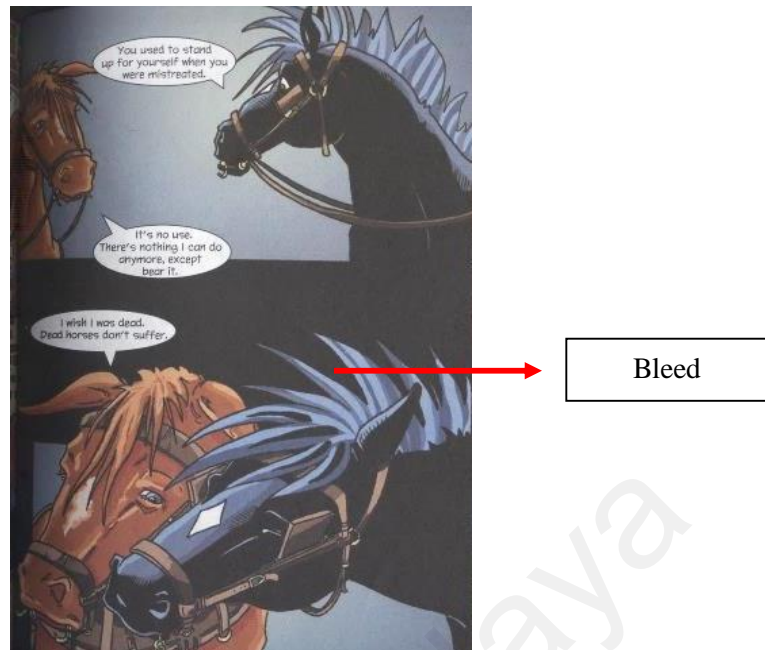 You used to stand
up for yourself when you
were mistreated.
It's no use.
There's nothing I can do
anymore, except
bear it.
I wish I was dead.
Dead horses don't suffer.
Bleed